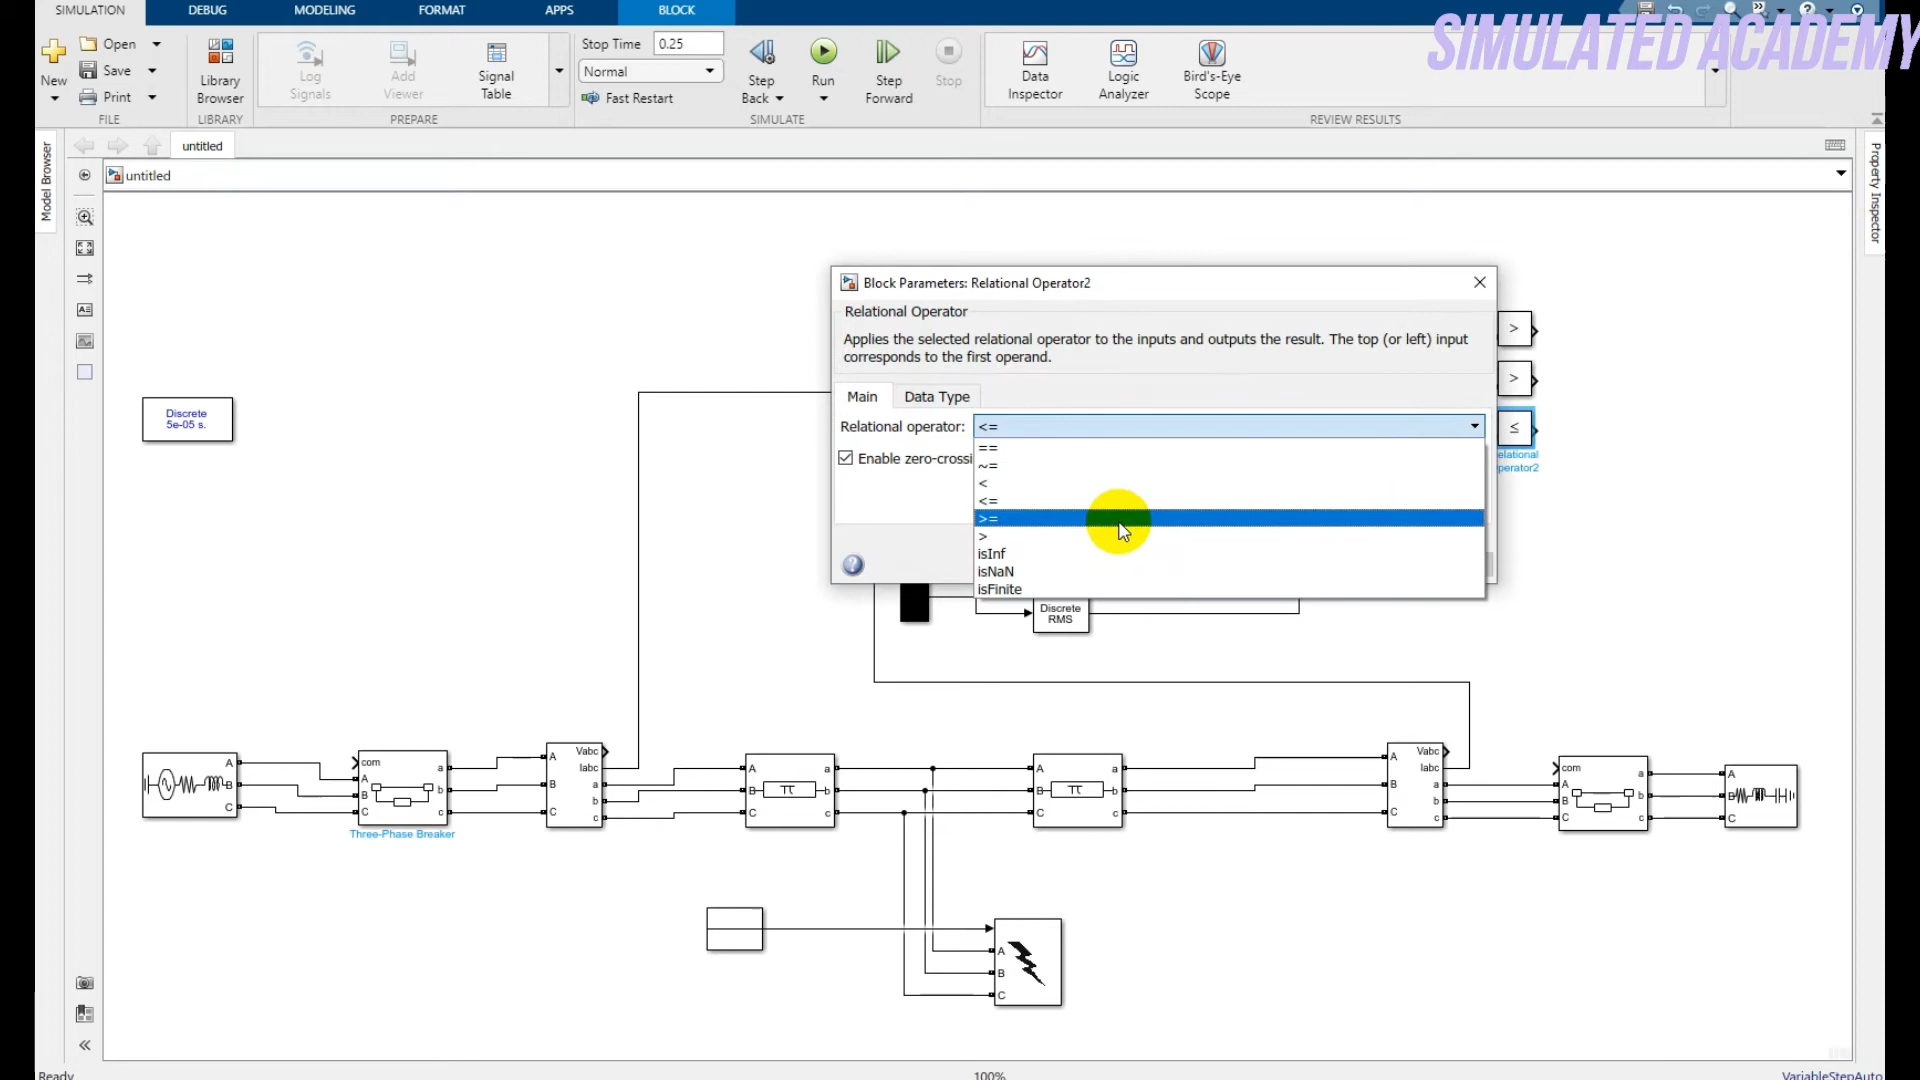 SIMULATION DEBUG MODELING FORMAT APPS BLOCK
SIMULATED ACADEMY
New
Open
Save
Print
FILE
Library
Browser
LIBRARY
Log
Signals
Add
Viewer
Signal
Table
PREPARE
Stop Time 0.25
Normal
Fast Restart
Step
Back
Run
Step
Forward
Stop
SIMULATE
Data
Inspector
Logic
Analyzer
Bird's-Eye
Scope
REVIEW RESULTS
Model Browser
untitled
untitled
Property Inspector
Block Parameters: Relational Operator2
Relational Operator
Applies the selected relational operator to the inputs and outputs the result. The top (or left) input
corresponds to the first operand.
Main Data Type
Relational operator: <=
Enable zero-crossi
==
~=
<
<=
>=
>
isInf
isNaN
isFinite
>
>
≤
elational
perator2
Discrete
5e-05 s.
Discrete
RMS
A
B
C
com
A
B
C
a
b
c
Three-Phase Breaker
A
B
C
Vabc
Iabc
a
b
c
A
B
C
π
a
b
c
A
B
C
π
a
b
c
A
B
C
Vabc
Iabc
a
b
c
com
A
B
C
a
b
c
A
B
C
A
B
C
Ready 100% VariableStepAuto